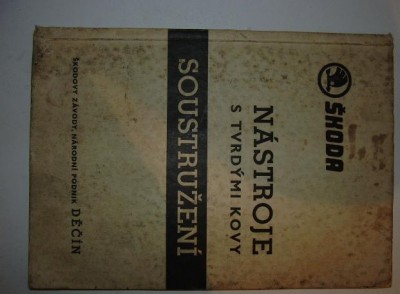 ŠKODA
NÁSTROJE
S TVRDÝMI KOVY
SOUSTRUŽENÍ
ŠKODOVY ZÁVODY, NÁRODNÍ PODNIK DĚČÍN